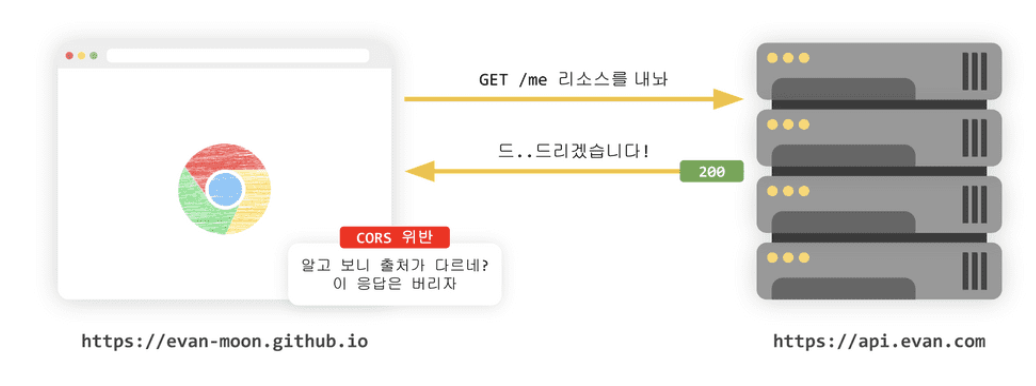 GET /me 리소스를 내놔
드..드리겠습니다!
200
CORS 위반
알고 보니 출처가 다르네?
이 응답은 버리자
https://evan-moon.github.io
https://api.evan.com